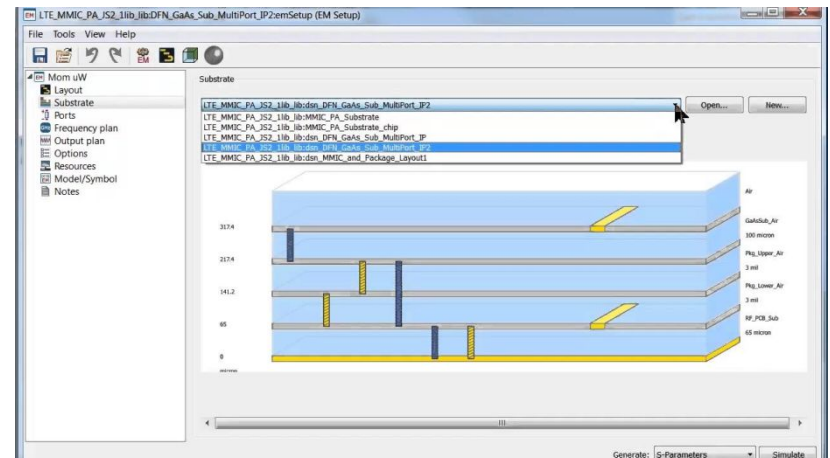 EM LTE_MMIC_PA_JS2_1lib_lib:DFN_GaAs_Sub_MultiPort_IP2:emSetup (EM Setup)
File Tools View Help
EM
EM Mom uW
Layout
Substrate
Ports
Frequency plan
Output plan
Options
Resources
Model/Symbol
Notes
Substrate
LTE_MMIC_PA_JS2_1lib_lib:dsn_DFN_GaAs_Sub_MultiPort_IP2
Open...
New...
LTE_MMIC_PA_JS2_1lib_lib:MMIC_PA_Substrate
LTE_MMIC_PA_JS2_1lib_lib:MMIC_PA_Substrate_chip
LTE_MMIC_PA_JS2_1lib_lib:dsn_DFN_GaAs_Sub_MultiPort_IP
LTE_MMIC_PA_JS2_1lib_lib:dsn_DFN_GaAs_Sub_MultiPort_IP2
LTE_MMIC_PA_JS2_1lib_lib:dsn_MMIC_and_Package_Layout1
Air
317.4
GaAsSub_Air
100 micron
217.4
Pkg_Upper_Air
3 mil
141.2
Pkg_Lower_Air
3 mil
65
RF_PCB_Sub
65 micron
0
Generate: S-Parameters
Simulate